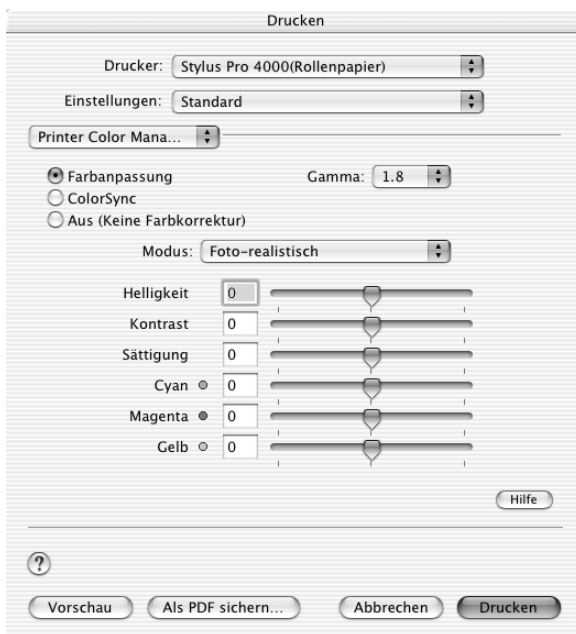 Drucken
Drucker: Stylus Pro 4000(Rollenpapier)
Einstellungen: Standard
Printer Color Mana...
Farbanpassung Gamma: 1.8
ColorSync
Aus (Keine Farbkorrektur)
Modus: Foto-realistisch
Helligkeit 0
Kontrast 0
Sättigung 0
Cyan 0
Magenta 0
Gelb 0
Hilfe
?
Vorschau Als PDF sichern... Abbrechen Drucken